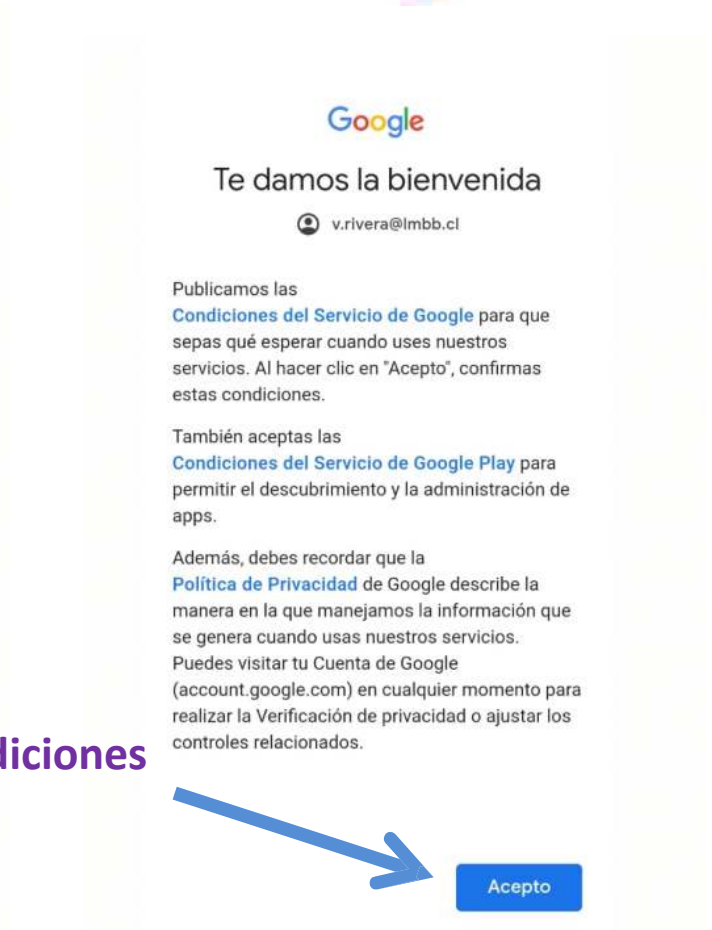 Google
Te damos la bienvenida
v.rivera@lmbb.cl
Publicamos las
Condiciones del Servicio de Google para que
sepas qué esperar cuando uses nuestros
servicios. Al hacer clic en "Acepto", confirmas
estas condiciones.
También aceptas las
Condiciones del Servicio de Google Play para
permitir el descubrimiento y la administración de
apps.
Además, debes recordar que la
Política de Privacidad de Google describe la
manera en la que manejamos la información que
se genera cuando usas nuestros servicios.
Puedes visitar tu Cuenta de Google
(account.google.com) en cualquier momento para
realizar la Verificación de privacidad o ajustar los
controles relacionados.
diciones
Acepto